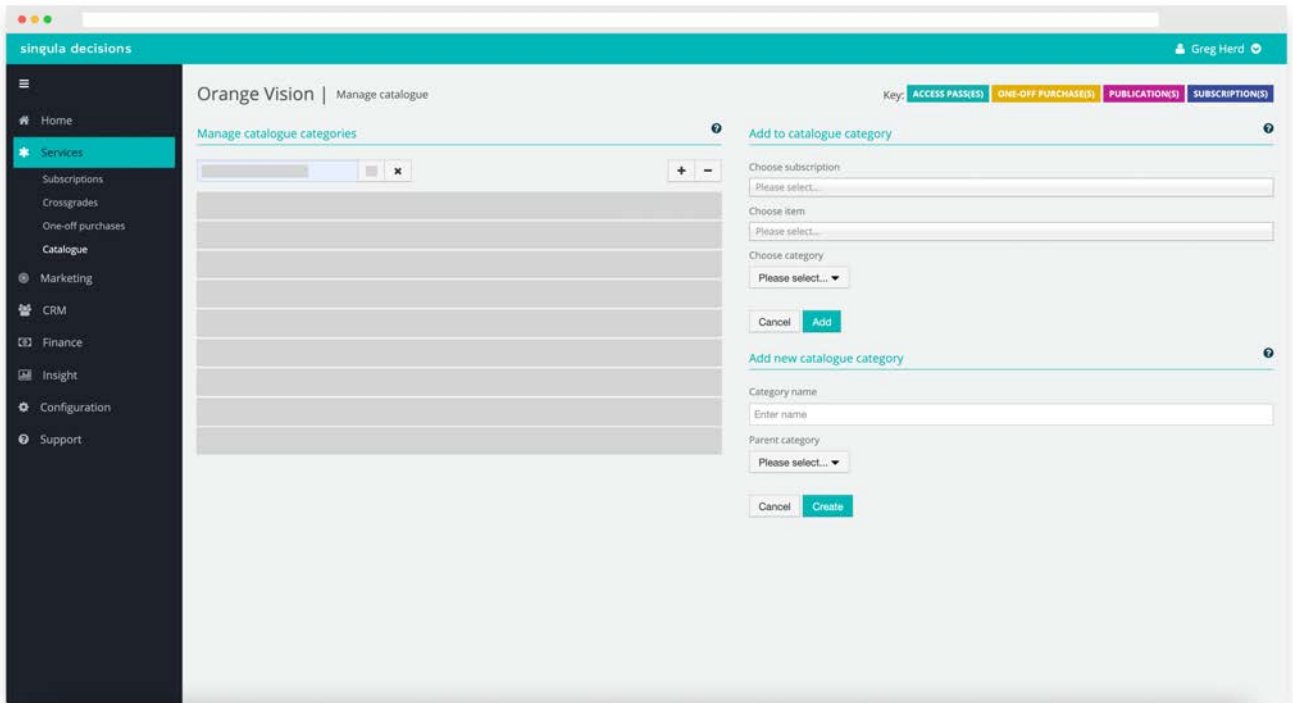 singula decisions
Greg Herd
Home
Services
Subscriptions
Crossgrades
One-off purchases
Catalogue
Marketing
CRM
Finance
Insight
Configuration
Support
Orange Vision | Manage catalogue
Key: ACCESS PASS(ES) ONE-OFF PURCHASE(S) PUBLICATION(S) SUBSCRIPTION(S)
Manage catalogue categories
Add to catalogue category
Choose subscription
Please select...
Choose item
Please select...
Choose category
Please select...
Cancel Add
Add new catalogue category
Category name
Enter name
Parent category
Please select...
Cancel Create